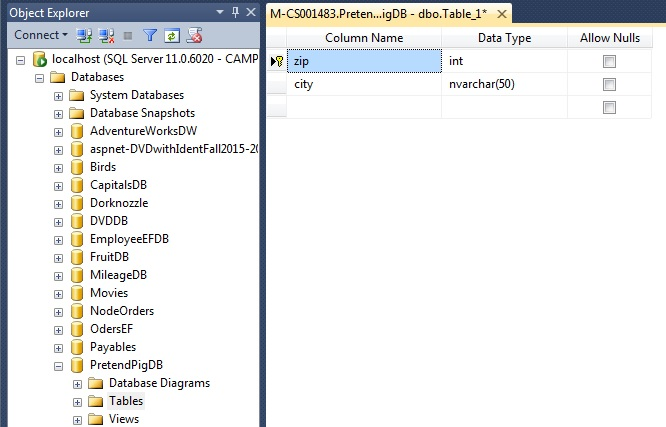 Object Explorer
Connect
localhost (SQL Server 11.0.6020 - CAMP
Databases
System Databases
Database Snapshots
AdventureWorksDW
aspnet-DVDwithIdentFall2015-20
Birds
CapitalsDB
Dorknozzle
DVDDB
EmployeeEFDB
FruitDB
MileageDB
Movies
NodeOrders
OdersEF
Payables
PretendPigDB
Database Diagrams
Tables
Views
M-CS001483.Preten...igDB - dbo.Table_1*
Column Name Data Type Allow Nulls
zip int
city nvarchar(50)